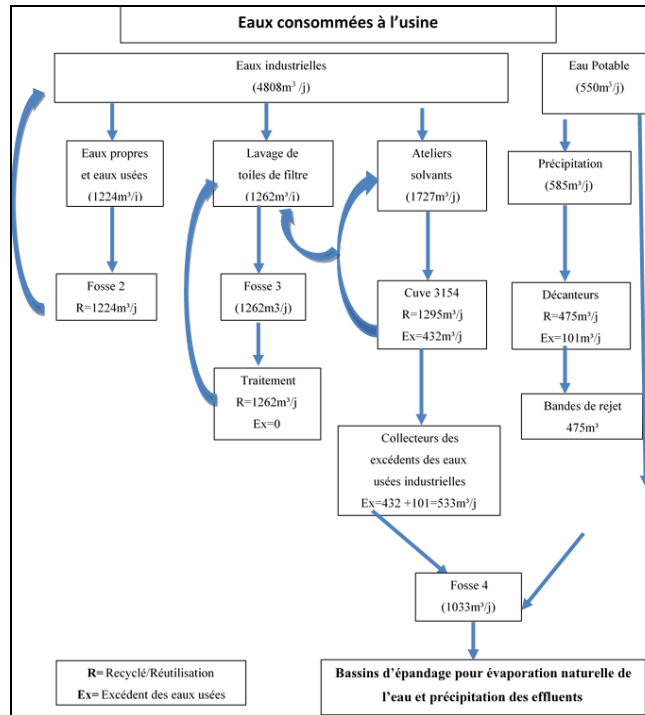 Eaux consommées à l'usine
Eaux industrielles
(4808m³ /j)
Eau Potable
(550m³/j)
Eaux propres
et eaux usées
(1224m³/j)
Lavage de
toiles de filtre
(1262m³/j)
Ateliers
solvants
(1727m³/j)
Précipitation
(585m³/j)
Fosse 2
R=1224m³/j
Fosse 3
(1262m3/j)
Cuve 3154
R=1295m³/j
Ex=432m³/j
Décanteurs
R=475m³/j
Ex=101m³/j
Traitement
R=1262m³/j
Ex=0
Bandes de rejet
475m³
Collecteurs des
excédents des eaux
usées industrielles
Ex=432 +101=533m³/j
Fosse 4
(1033m³/j)
R= Recyclé/Réutilisation
Ex= Excédent des eaux usées
Bassins d'épandage pour évaporation naturelle de
l'eau et précipitation des effluents